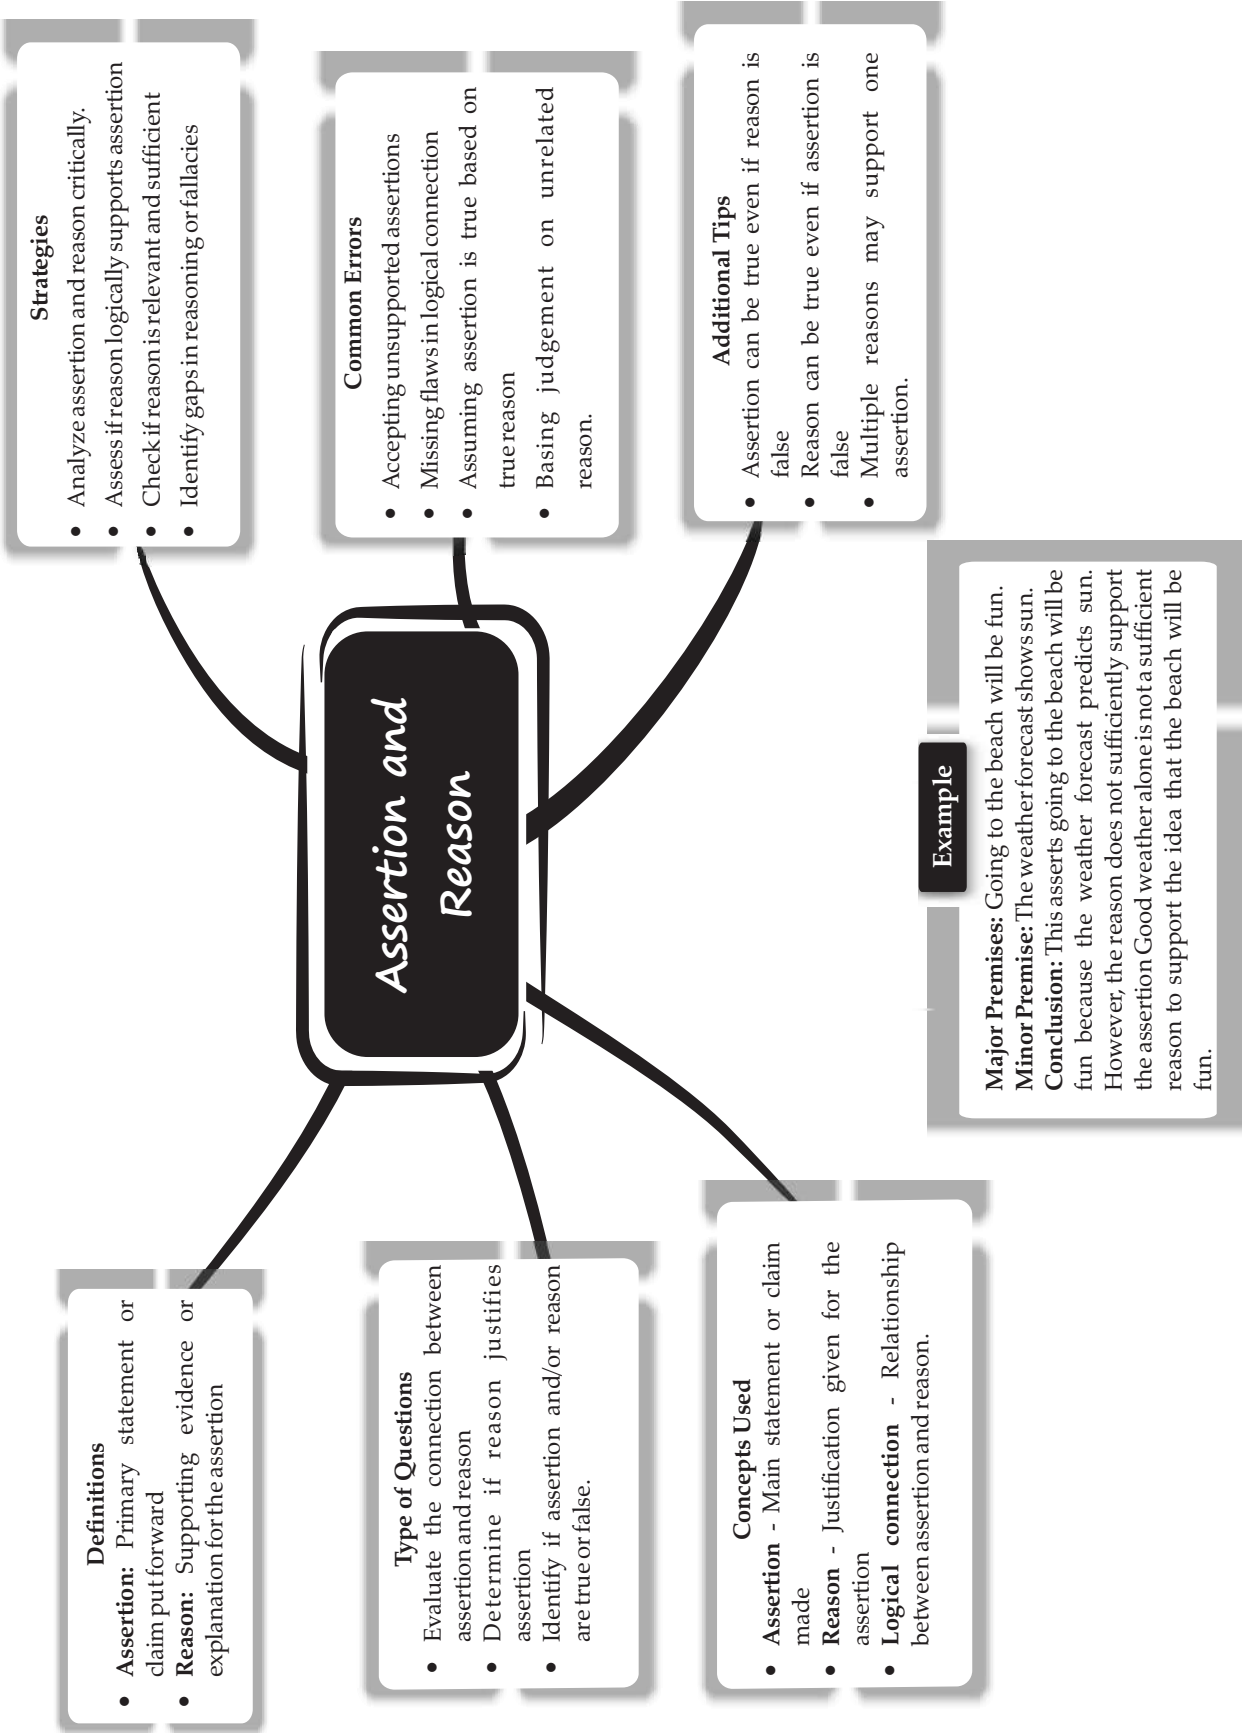 Assertion and
Reason
Definitions
• Assertion: Primary statement or
claim put forward
• Reason: Supporting evidence or
explanation for the assertion
Type of Questions
• Evaluate the connection between
assertion and reason
• Determine if reason justifies
assertion
• Identify if assertion and/or reason
are true or false.
Concepts Used
• Assertion - Main statement or claim
made
• Reason - Justification given for the
assertion
• Logical connection - Relationship
between assertion and reason.
Strategies
• Analyze assertion and reason critically.
• Assess if reason logically supports assertion
• Check if reason is relevant and sufficient
• Identify gaps in reasoning or fallacies
Common Errors
• Accepting unsupported assertions
• Missing flaws in logical connection
• Assuming assertion is true based on
true reason
• Basing judgement on unrelated
reason.
Additional Tips
• Assertion can be true even if reason is
false
• Reason can be true even if assertion is
false
• Multiple reasons may support one
assertion.
Example
Major Premises: Going to the beach will be fun.
Minor Premise: The weather forecast shows sun.
Conclusion: This asserts going to the beach will be
fun because the weather forecast predicts sun.
However, the reason does not sufficiently support
the assertion Good weather alone is not a sufficient
reason to support the idea that the beach will be
fun.